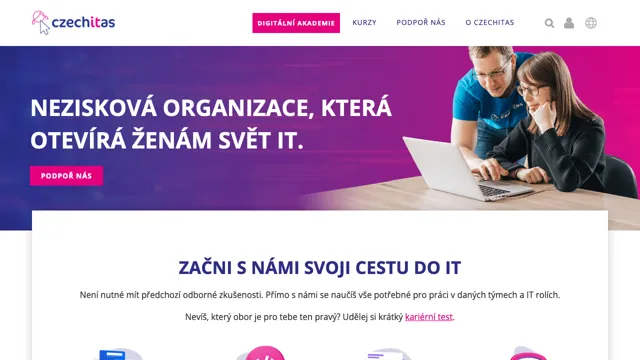 czechitas
DIGITÁLNÍ AKADEMIE
KURZY
PODPOŘ NÁS
O CZECHITAS
NEZISKOVÁ ORGANIZACE, KTERÁ
OTEVÍRÁ ŽENÁM SVĚT IT.
PODPOŘ NÁS
ZAČNI S NÁMI SVOJI CESTU DO IT
Není nutné mít předchozí odborné zkušenosti. Přímo s námi se naučíš vše potřebné pro práci v daných týmech a IT rolích.
Nevíš, který obor je pro tebe ten pravý? Udělej si krátký kariérní test.